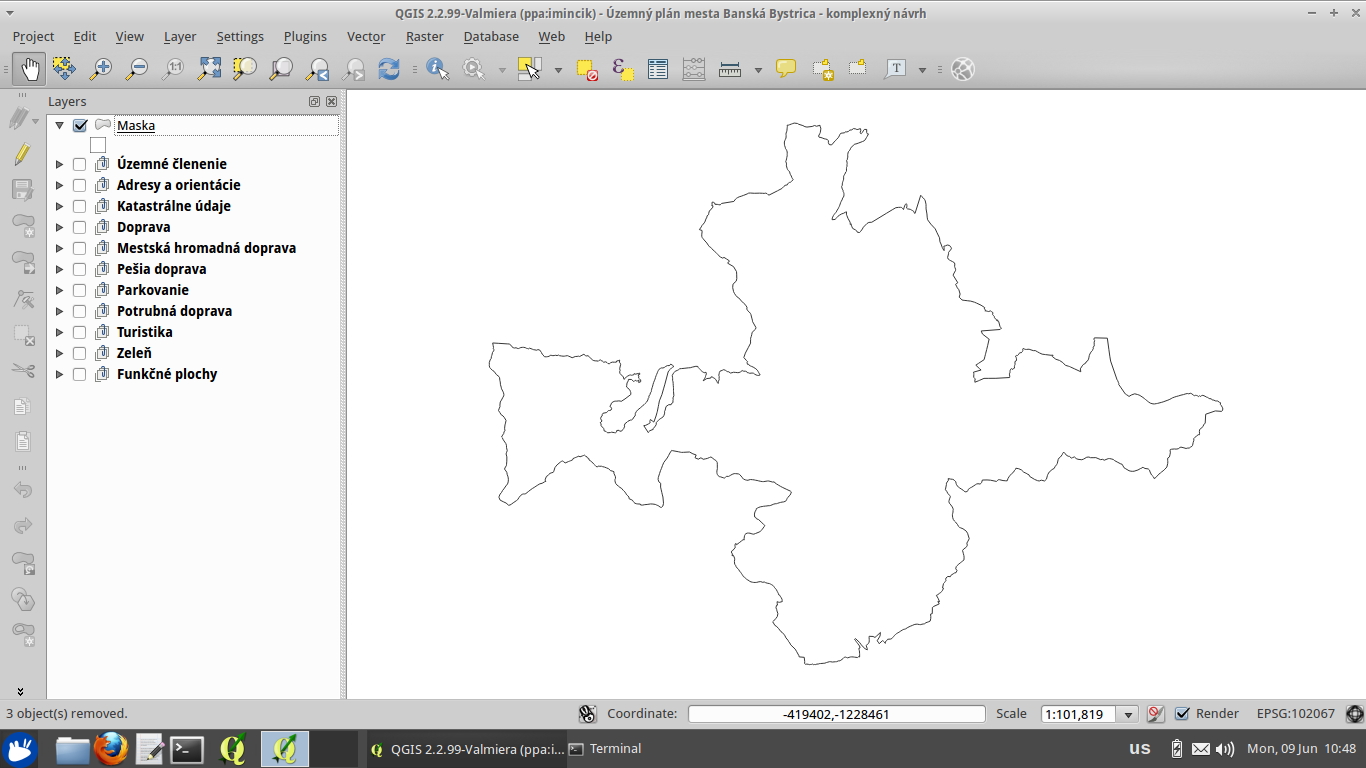 QGIS 2.2.99-Valmiera (ppa:imincik) - Územný plán mesta Banská Bystrica - komplexný návrh
Project Edit View Layer Settings Plugins Vector Raster Database Web Help
1:1
ε
T
Layers
Maska
Územné členenie
Adresy a orientácie
Katastrálne údaje
Doprava
Mestská hromadná doprava
Pešia doprava
Parkovanie
Potrubná doprava
Turistika
Zeleň
Funkčné plochy
3 object(s) removed. Coordinate: -419402,-1228461 Scale 1:101,819 Render EPSG:102067
QGIS 2.2.99-Valmiera (ppa:i... Terminal us Mon, 09 Jun 10:48